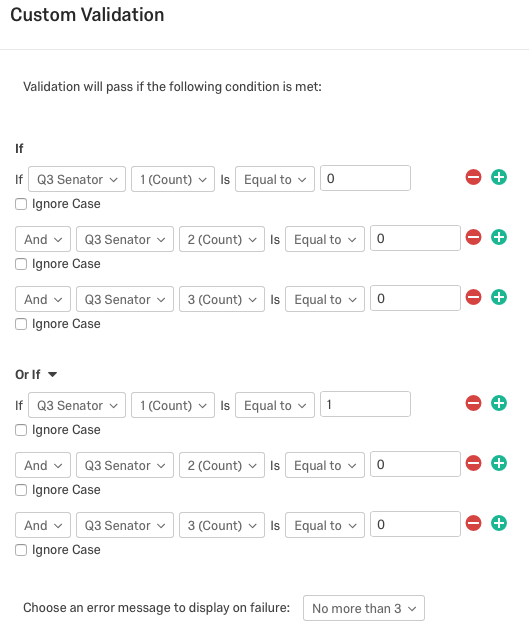 Custom Validation
Validation will pass if the following condition is met:
If
If Q3 Senator 1 (Count) Is Equal to 0
Ignore Case
And Q3 Senator 2 (Count) Is Equal to 0
Ignore Case
And Q3 Senator 3 (Count) Is Equal to 0
Ignore Case
Or If
If Q3 Senator 1 (Count) Is Equal to 1
Ignore Case
And Q3 Senator 2 (Count) Is Equal to 0
Ignore Case
And Q3 Senator 3 (Count) Is Equal to 0
Ignore Case
Choose an error message to display on failure: No more than 3